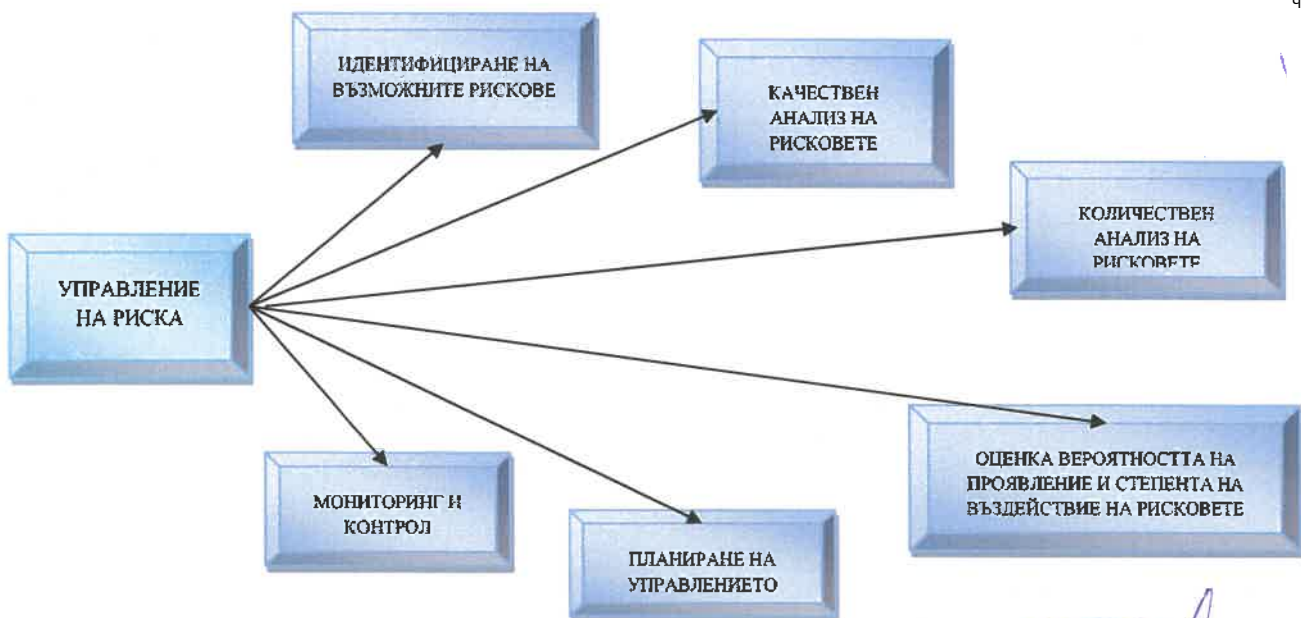 ИДЕНТИФИЦИРАНЕ НА
ВЪЗМОЖНИТЕ РИСКОВЕ
КАЧЕСТВЕН
АНАЛИЗ НА
РИСКОВЕТЕ
КОЛИЧЕСТВЕН
АНАЛИЗ НА
РИСКОВЕТЕ
УПРАВЛЕНИЕ
НА РИСКА
ОЦЕНКА ВЕРОЯТНОСТТА НА
ПРОЯВЛЕНИЕ И СТЕПЕНТА НА
ВЪЗДЕЙСТВИЕ НА РИСКОВЕТЕ
МОНИТОРИНГ И
КОНТРОЛ
ПЛАНИРАНЕ НА
УПРАВЛЕНИЕТО